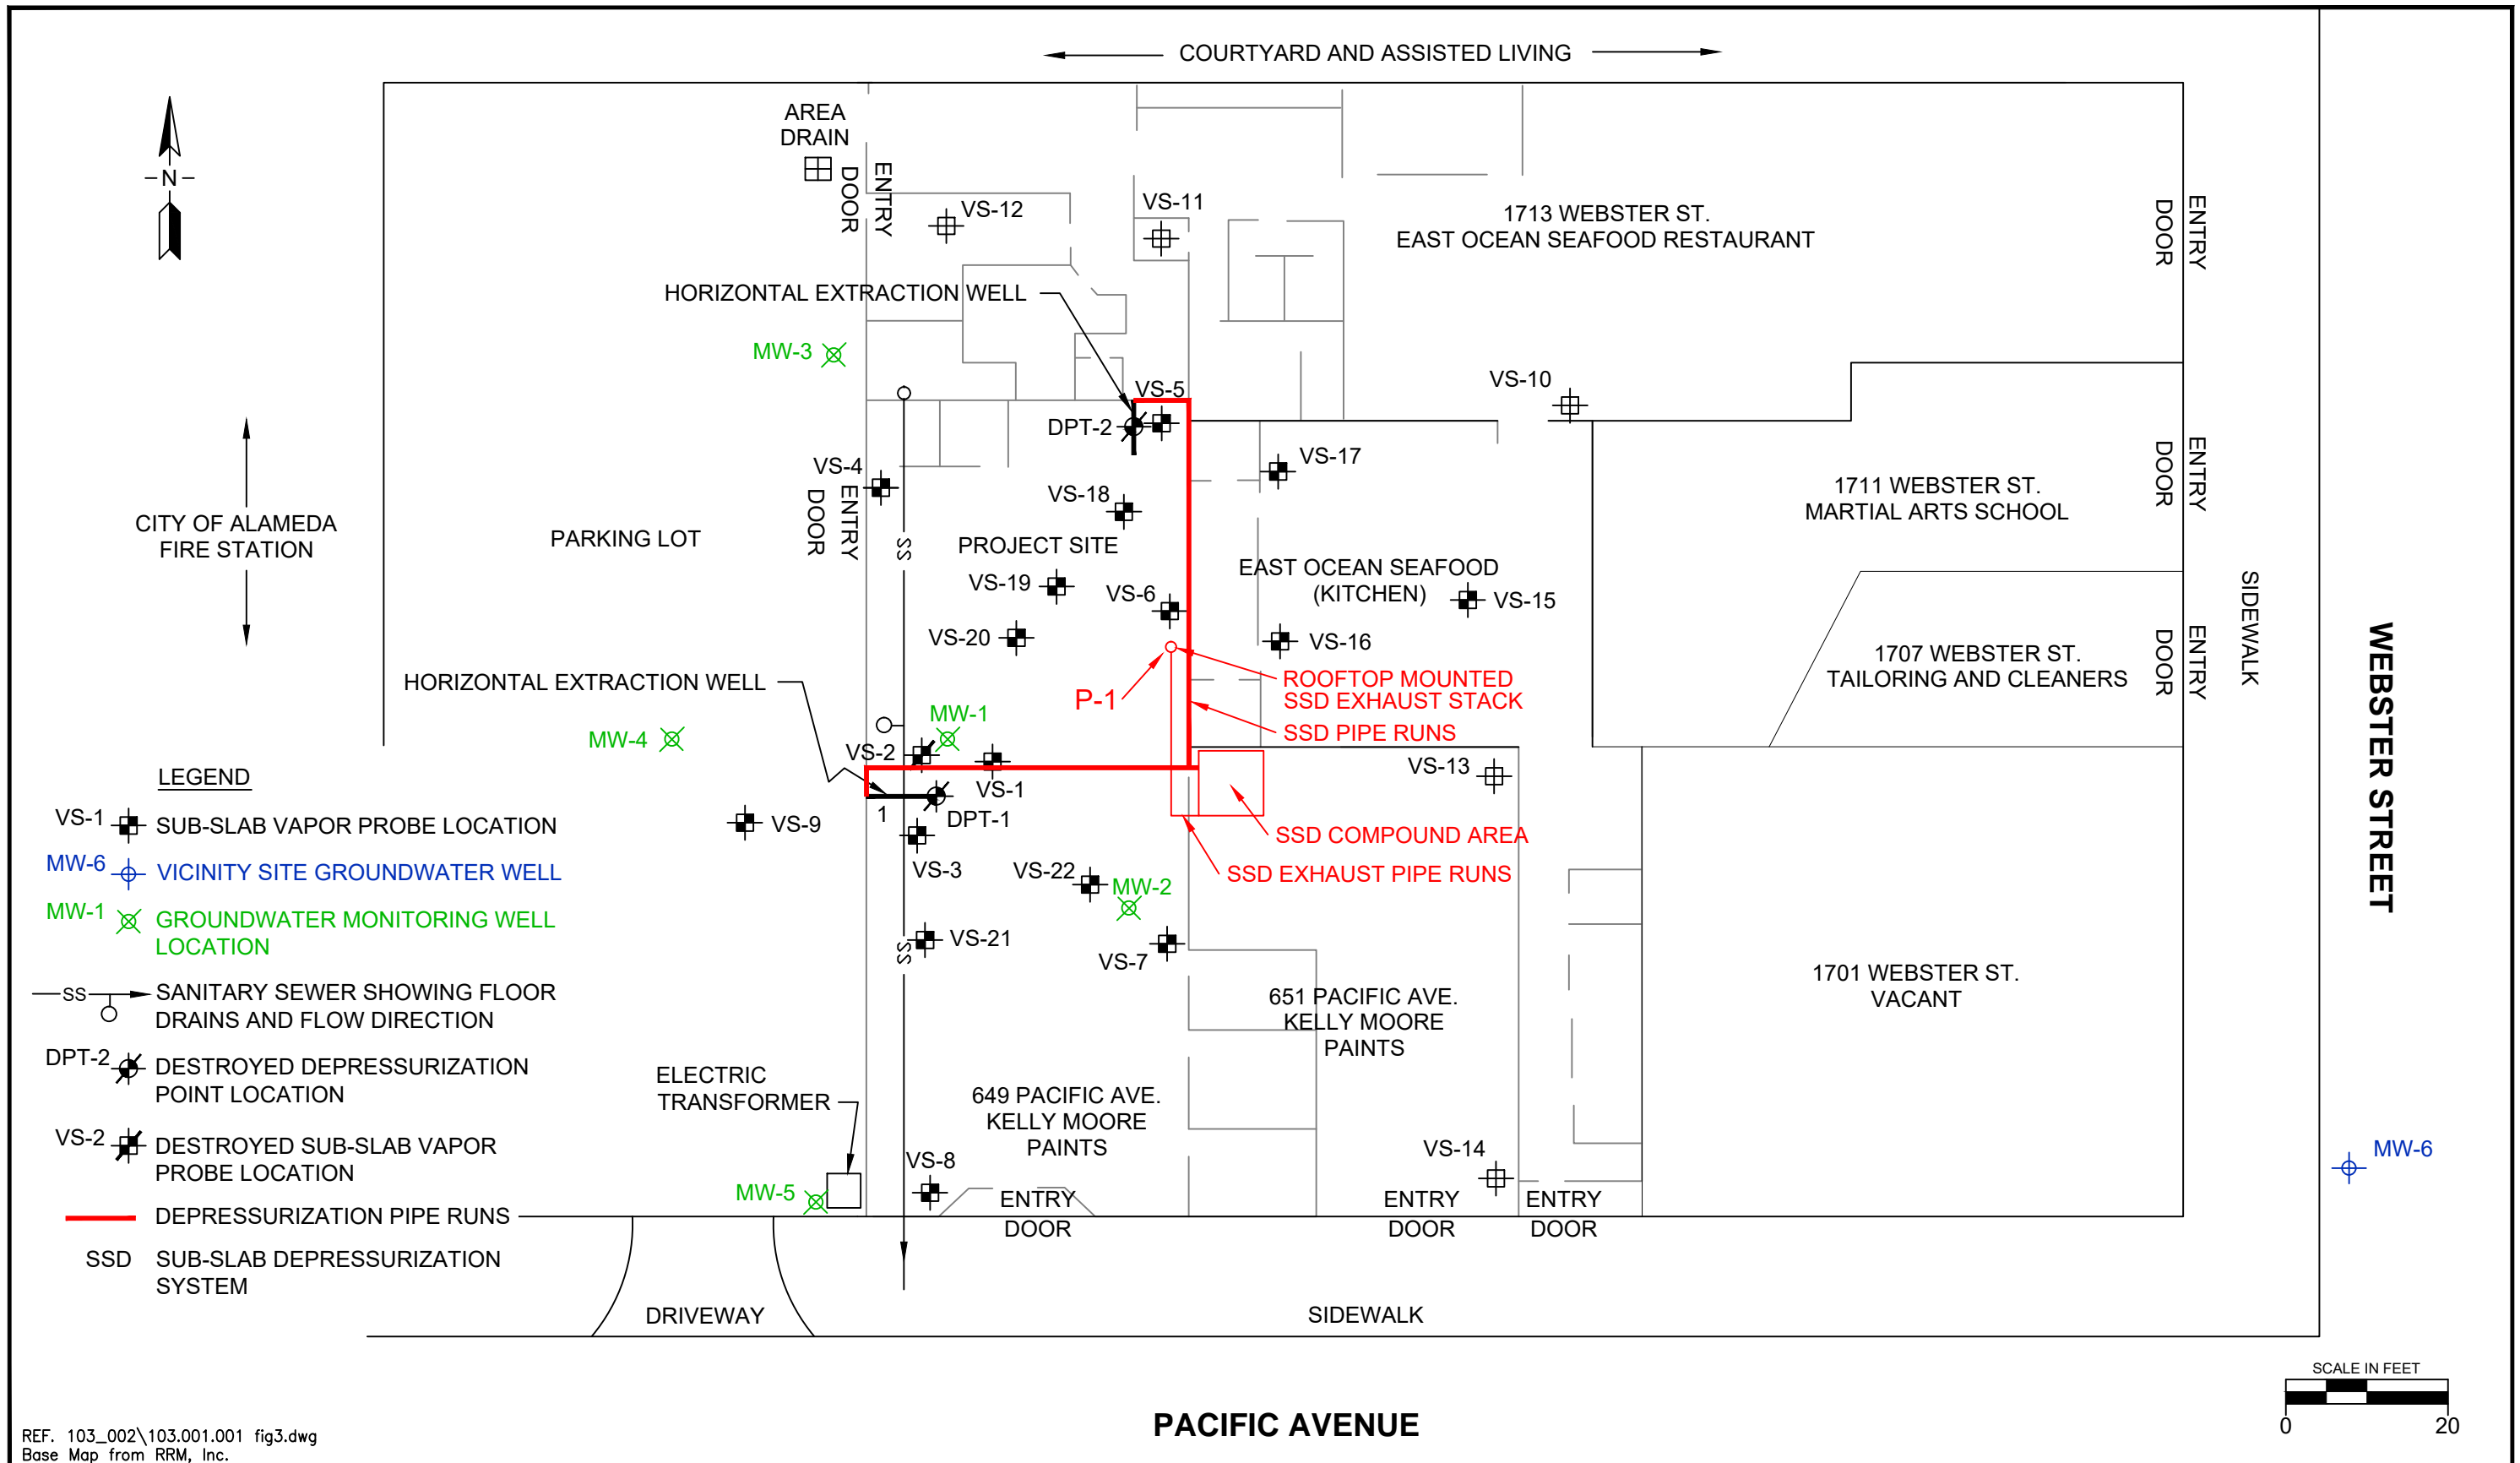 COURTYARD AND ASSISTED LIVING
AREA
DRAIN
ENTRY
DOOR
N
VS-12
VS-11
1713 WEBSTER ST.
EAST OCEAN SEAFOOD RESTAURANT
ENTRY
DOOR
HORIZONTAL EXTRACTION WELL
MW-3
VS-5
VS-10
DPT-2
VS-4
VS-17
ENTRY
DOOR
VS-18
CITY OF ALAMEDA
FIRE STATION
PARKING LOT
SS
PROJECT SITE
VS-19
VS-6
EAST OCEAN SEAFOOD
(KITCHEN)
VS-15
1711 WEBSTER ST.
MARTIAL ARTS SCHOOL
ENTRY
DOOR
SIDEWALK
WEBSTER STREET
VS-20
VS-16
1707 WEBSTER ST.
TAILORING AND CLEANERS
ENTRY
DOOR
HORIZONTAL EXTRACTION WELL
P-1
ROOFTOP MOUNTED
SSD EXHAUST STACK
SSD PIPE RUNS
MW-4
MW-1
VS-2
VS-1
VS-13
1
DPT-1
VS-9
VS-3
SSD COMPOUND AREA
SSD EXHAUST PIPE RUNS
VS-22
MW-2
VS-21
SS
VS-7
651 PACIFIC AVE.
KELLY MOORE
PAINTS
1701 WEBSTER ST.
VACANT
ELECTRIC
TRANSFORMER
649 PACIFIC AVE.
KELLY MOORE
PAINTS
VS-14
MW-6
MW-5
VS-8
ENTRY
DOOR
ENTRY
DOOR
ENTRY
DOOR
LEGEND
VS-1 SUB-SLAB VAPOR PROBE LOCATION
MW-6 VICINITY SITE GROUNDWATER WELL
MW-1 GROUNDWATER MONITORING WELL
LOCATION
SS SANITARY SEWER SHOWING FLOOR
DRAINS AND FLOW DIRECTION
DPT-2 DESTROYED DEPRESSURIZATION
POINT LOCATION
VS-2 DESTROYED SUB-SLAB VAPOR
PROBE LOCATION
DEPRESSURIZATION PIPE RUNS
SSD SUB-SLAB DEPRESSURIZATION
SYSTEM
DRIVEWAY
SIDEWALK
PACIFIC AVENUE
SCALE IN FEET
0 20
REF. 103_002\103.001.001 fig3.dwg
Base Map from RRM, Inc.